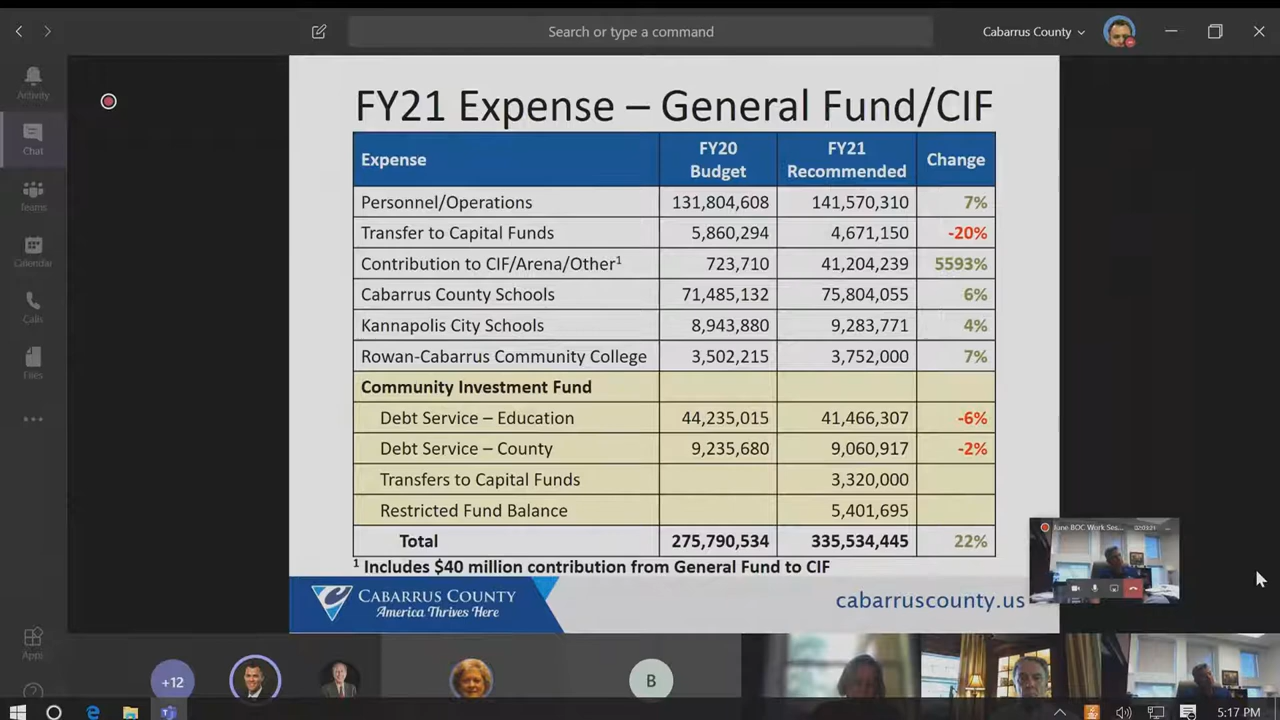 Search or type a command
Cabarrus County
Activity
Chat
Teams
Calendar
Calls
Files
Apps
FY21 Expense – General Fund/CIF
Expense FY20 Budget FY21 Recommended Change
Personnel/Operations 131,804,608 141,570,310 7%
Transfer to Capital Funds 5,860,294 4,671,150 -20%
Contribution to CIF/Arena/Other¹ 723,710 41,204,239 5593%
Cabarrus County Schools 71,485,132 75,804,055 6%
Kannapolis City Schools 8,943,880 9,283,771 4%
Rowan-Cabarrus Community College 3,502,215 3,752,000 7%
Community Investment Fund
Debt Service – Education 44,235,015 41,466,307 -6%
Debt Service – County 9,235,680 9,060,917 -2%
Transfers to Capital Funds 3,320,000
Restricted Fund Balance 5,401,695
Total 275,790,534 335,534,445 22%
¹ Includes $40 million contribution from General Fund to CIF
CABARRUS COUNTY
America Thrives Here
cabarruscounty.us
June BOC Work Ses...
+12
B
5:17 PM